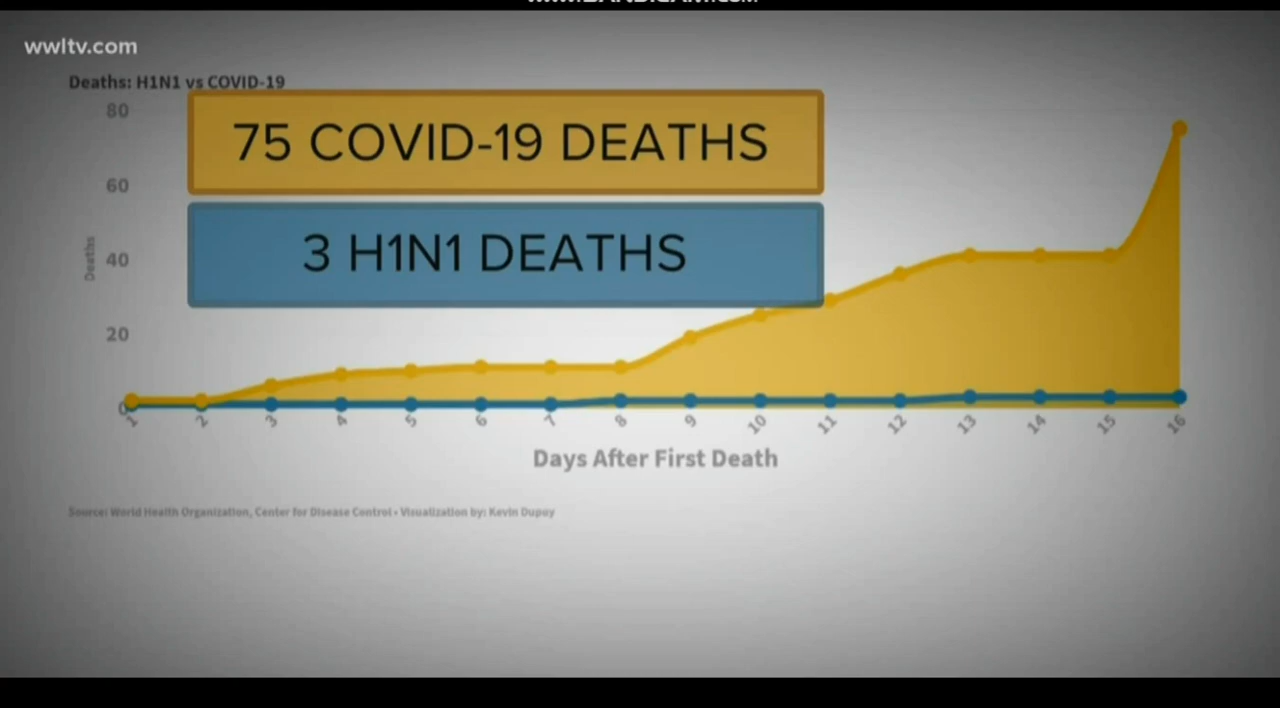 wwltv.com
Deaths: H1N1 vs COVID-19
80
75 COVID-19 DEATHS
60
3 H1N1 DEATHS
Deaths
40
20
0
1 2 3 4 5 6 7 8 9 10 11 12 13 14 15 16
Days After First Death
Source: World Health Organization, Center for Disease Control • Visualization by: Kevin Dupuy